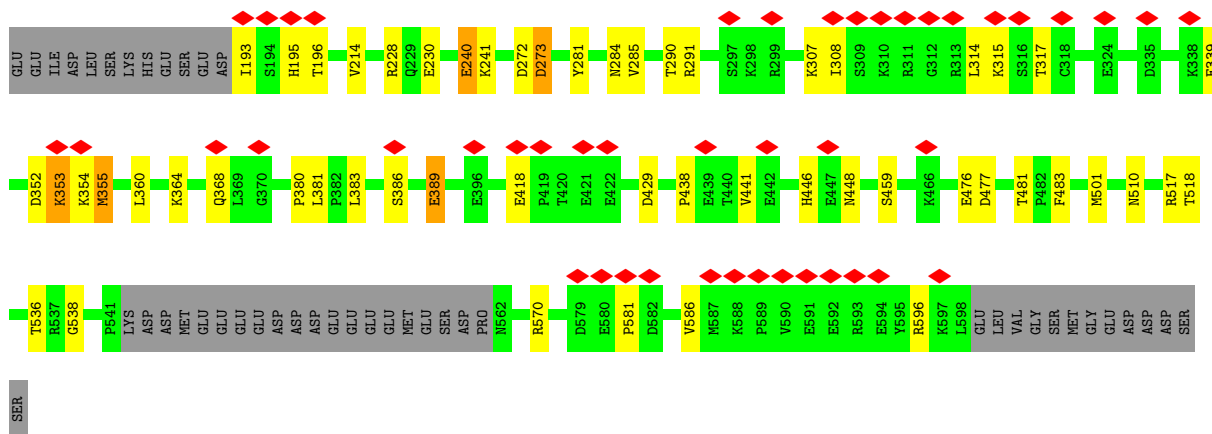 GLU GLU ILE ASP LEU SER LYS HIS GLU SER GLU ASP I193 S194 H195 T196 V214 R228 Q229 E230 E240 K241 D272 D273 Y281 N284 V285 T290 R291 S297 K298 R299 K307 I308 S309 K310 R311 G312 R313 L314 K315 S316 T317 C318 E324 D335 K338 E339
D352 K353 K354 M355 L360 K364 Q368 L369 G370 P380 L381 P382 L383 S386 E389 E396 E418 P419 T420 E421 E422 D429 P438 E439 T440 V441 E442 H446 E447 N448 S459 K466 E476 D477 T481 P482 F483 M501 N510 R517 T518
T536 R537 G538 P541 LYS ASP ASP MET GLU GLU GLU GLU ASP ASP ASP GLU GLU GLU GLU MET GLU SER ASP PRO N562 R570 D579 E580 P581 D582 V586 M587 K588 P589 V590 E591 E592 R593 E594 Y595 R596 K597 L598 GLU LEU VAL GLY SER MET GLY GLU ASP ASP ASP SER
SER